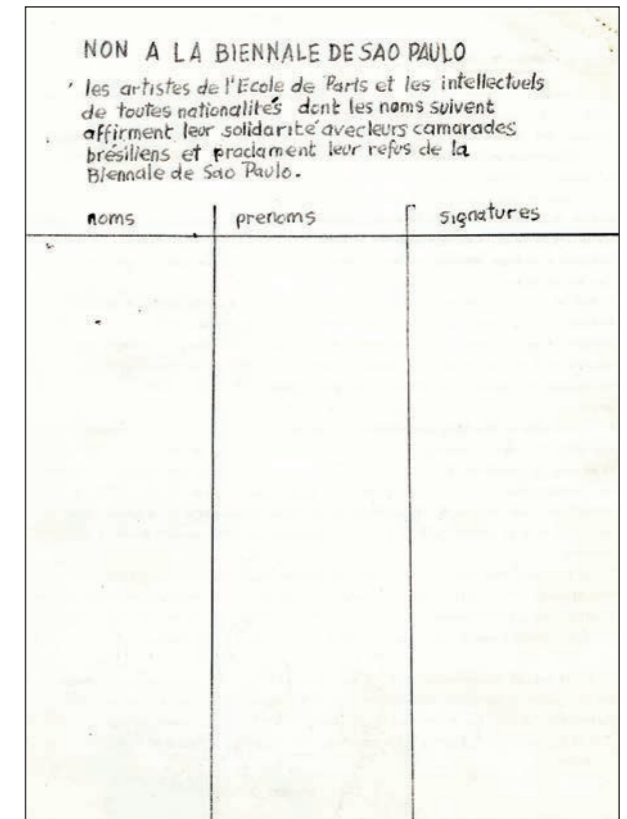 NON A LA BIENNALE DE SAO PAULO
les artistes de l'Ecole de Paris et les intellectuels
de toutes nationalités dont les noms suivent
affirment leur solidarité avec leurs camarades
brésiliens et proclament leur refus de la
Biennale de Sao Paulo.
noms prenoms signatures